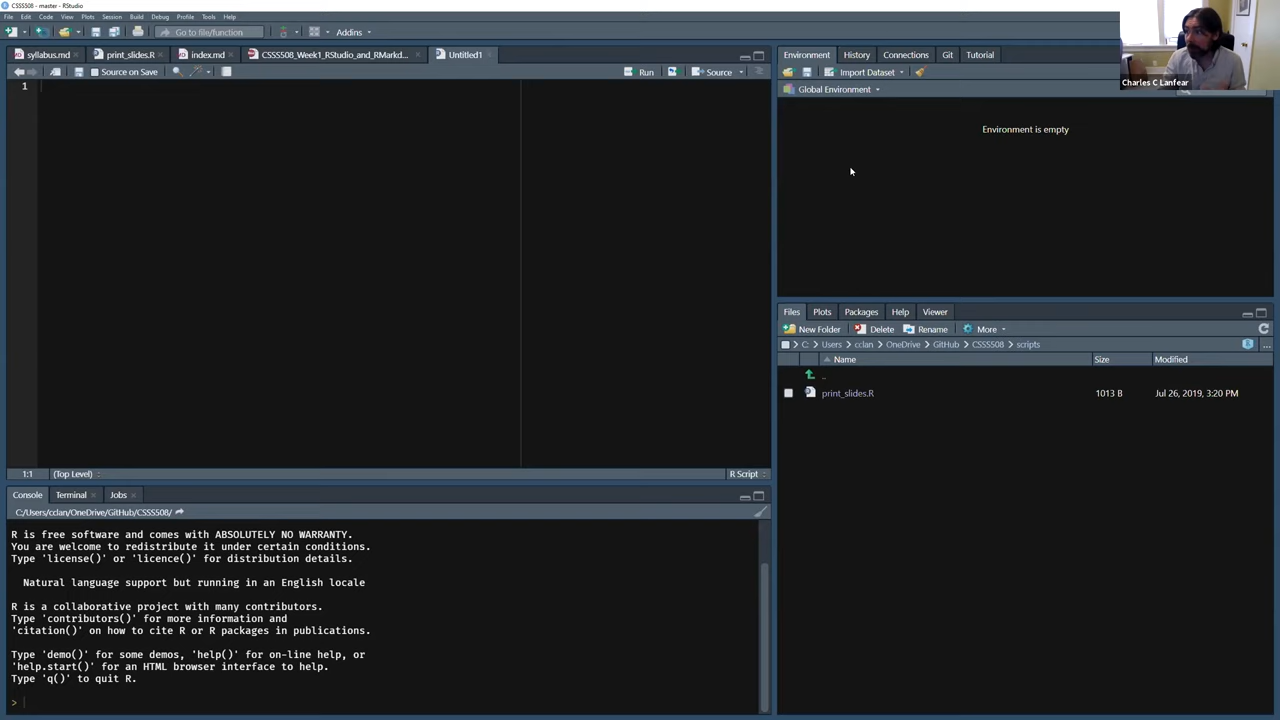 CSSS508 - master - RStudio
File Edit Code View Plots Session Build Debug Profile Tools Help
Go to file/function Addins
syllabus.md print_slides.R index.md CSSS508_Week1_RStudio_and_RMarkd... Untitled1
Source on Save Run Source
1
1:1 (Top Level) R Script
Console Terminal Jobs
C:/Users/cclan/OneDrive/GitHub/CSSS508/
R is free software and comes with ABSOLUTELY NO WARRANTY.
You are welcome to redistribute it under certain conditions.
Type 'license()' or 'licence()' for distribution details.
Natural language support but running in an English locale
R is a collaborative project with many contributors.
Type 'contributors()' for more information and
'citation()' on how to cite R or R packages in publications.
Type 'demo()' for some demos, 'help()' for on-line help, or
'help.start()' for an HTML browser interface to help.
Type 'q()' to quit R.
>
Environment History Connections Git Tutorial
Import Dataset
Global Environment
Environment is empty
Files Plots Packages Help Viewer
New Folder Delete Rename More
C: Users cclan OneDrive GitHub CSSS508 scripts
Name Size Modified
..
print_slides.R 1013 B Jul 26, 2019, 3:20 PM
Charles C Lanfear